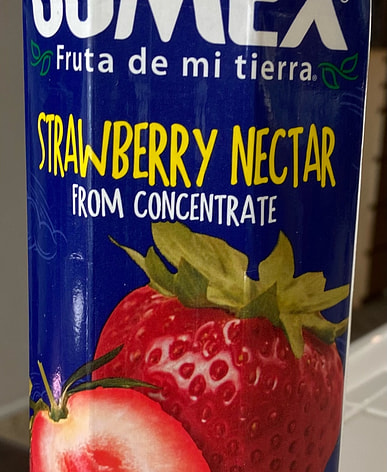 Fruta de mi tierra®
STRAWBERRY NECTAR
FROM CONCENTRATE